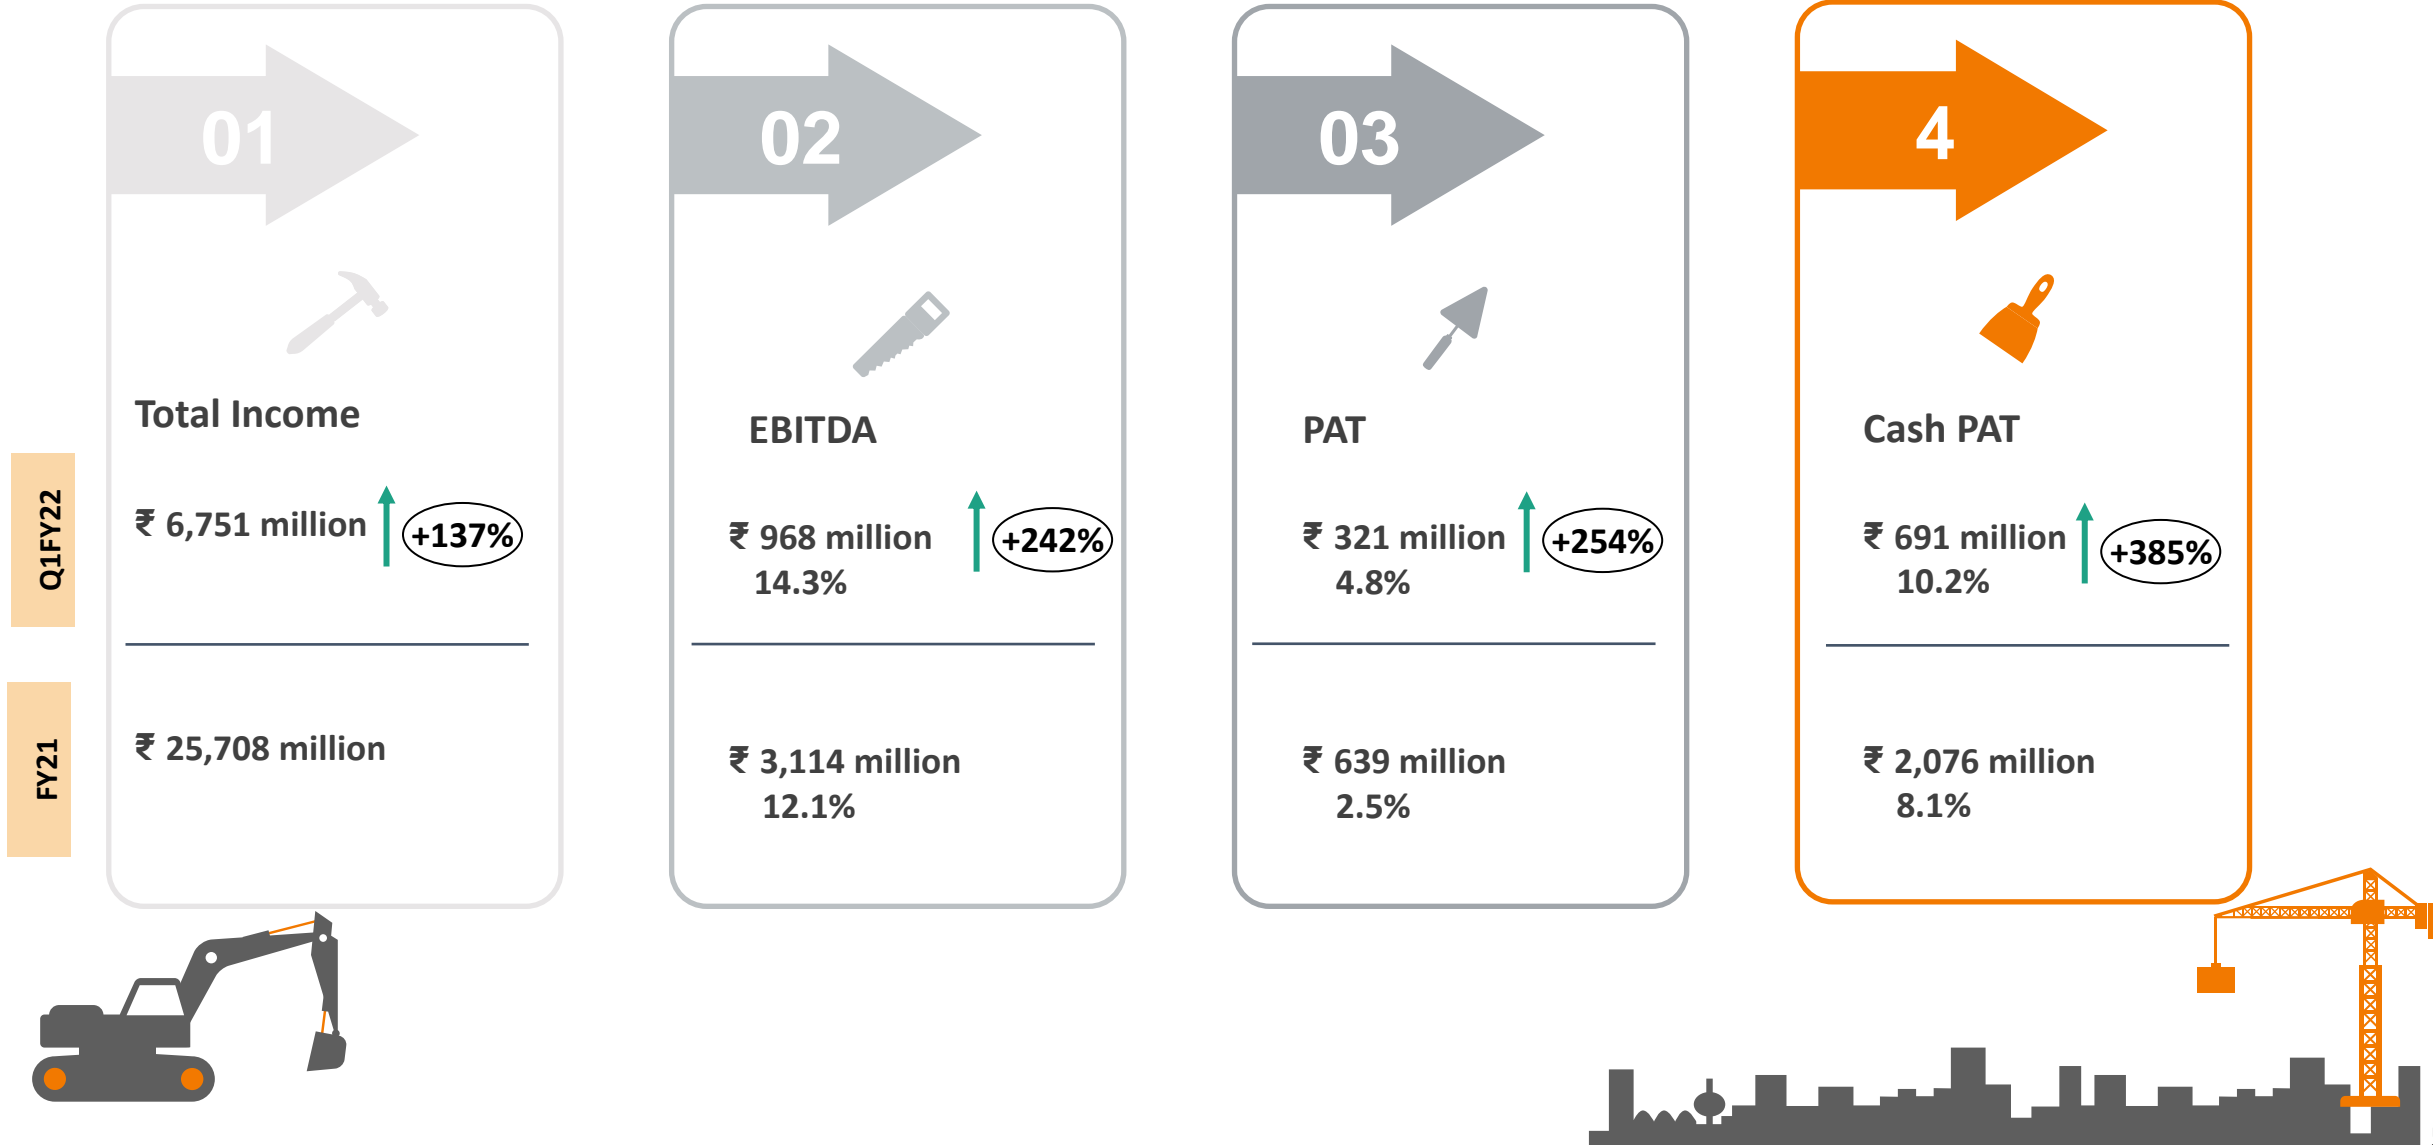 01
02
03
4
Total Income
EBITDA
PAT
Cash PAT
Q1FY22
₹ 6,751 million
+137%
₹ 968 million
14.3%
+242%
₹ 321 million
4.8%
+254%
₹ 691 million
10.2%
+385%
FY21
₹ 25,708 million
₹ 3,114 million
12.1%
₹ 639 million
2.5%
₹ 2,076 million
8.1%